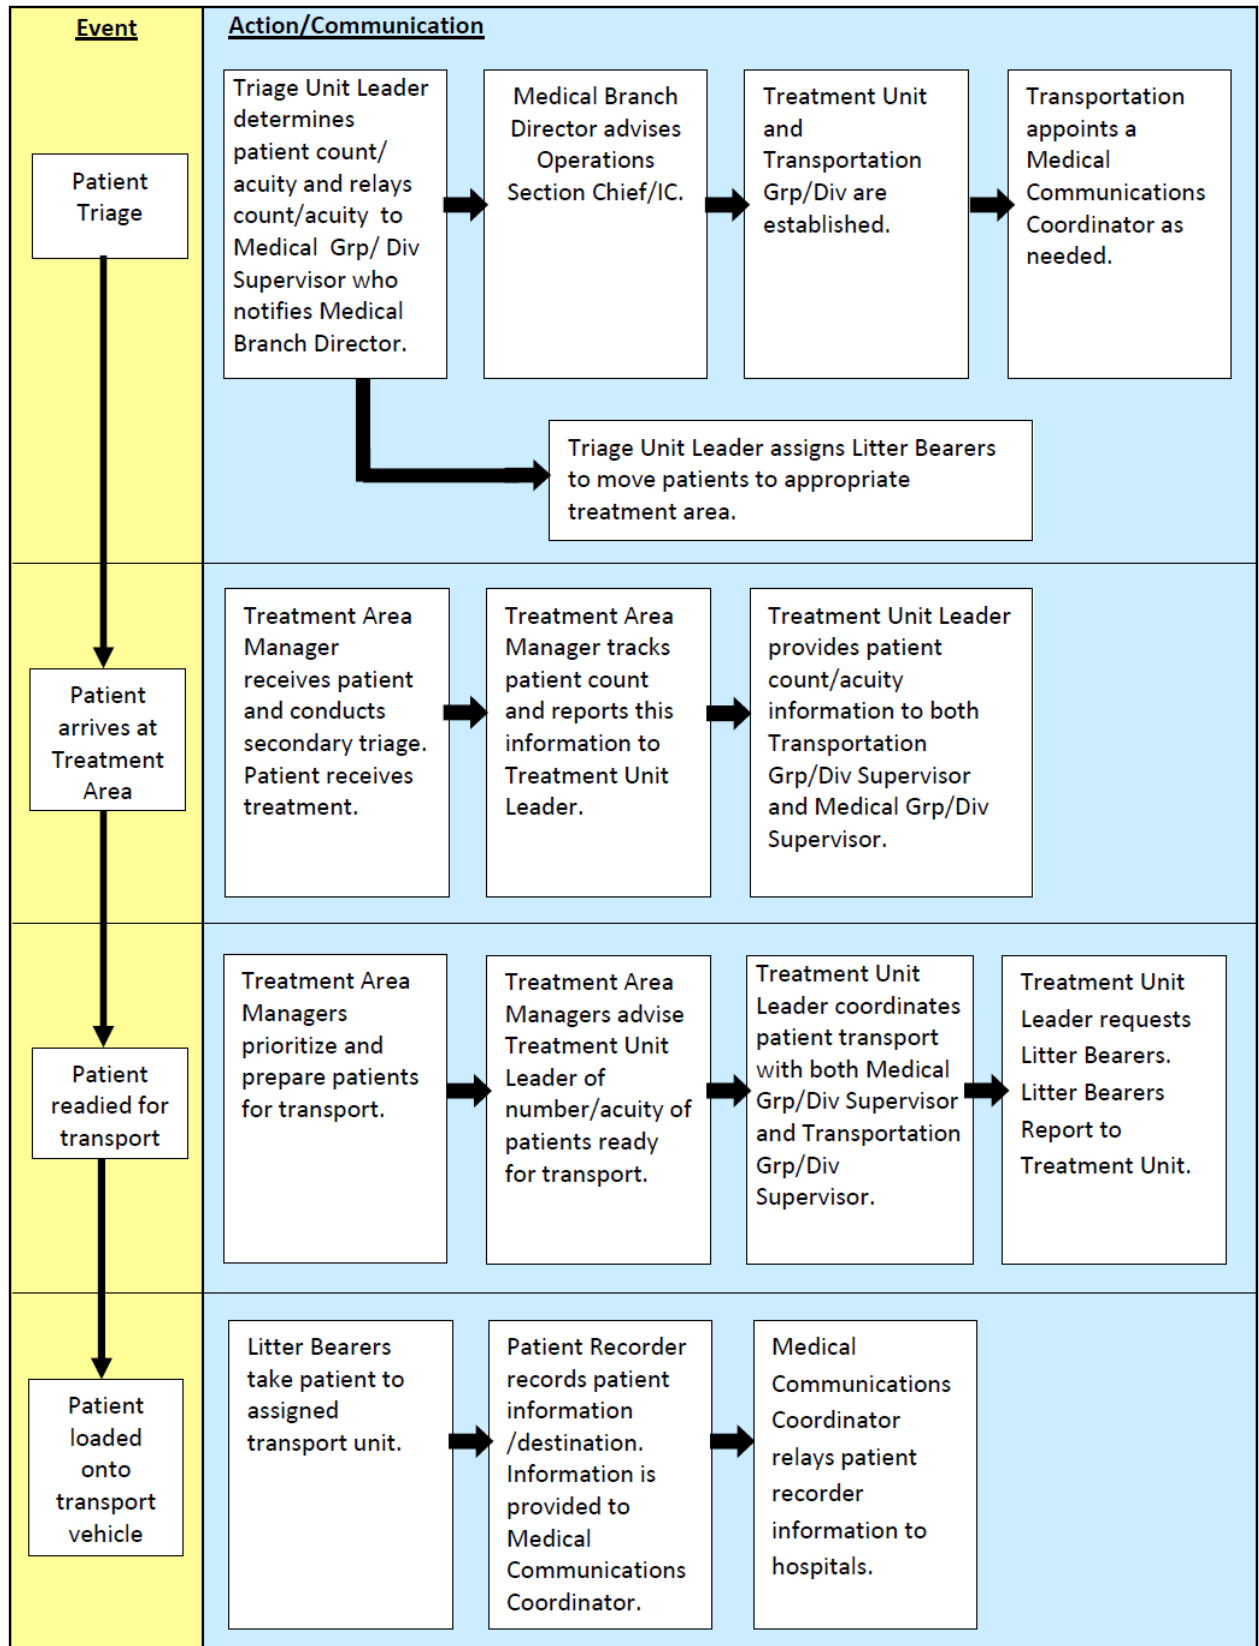 Event
Action/Communication
Patient
Triage
Triage Unit Leader
determines
patient count/
acuity and relays
count/acuity to
Medical Grp/ Div
Supervisor who
notifies Medical
Branch Director.
Medical Branch
Director advises
Operations
Section Chief/IC.
Treatment Unit
and
Transportation
Grp/Div are
established.
Transportation
appoints a
Medical
Communications
Coordinator as
needed.
Triage Unit Leader assigns Litter Bearers
to move patients to appropriate
treatment area.
Patient
arrives at
Treatment
Area
Treatment Area
Manager
receives patient
and conducts
secondary triage.
Patient receives
treatment.
Treatment Area
Manager tracks
patient count
and reports this
information to
Treatment Unit
Leader.
Treatment Unit Leader
provides patient
count/acuity
information to both
Transportation
Grp/Div Supervisor
and Medical Grp/Div
Supervisor.
Patient
readied for
transport
Treatment Area
Managers
prioritize and
prepare patients
for transport.
Treatment Area
Managers advise
Treatment Unit
Leader of
number/acuity of
patients ready
for transport.
Treatment Unit
Leader coordinates
patient transport
with both Medical
Grp/Div Supervisor
and Transportation
Grp/Div
Supervisor.
Treatment Unit
Leader requests
Litter Bearers.
Litter Bearers
Report to
Treatment Unit.
Patient
loaded
onto
transport
vehicle
Litter Bearers
take patient to
assigned
transport unit.
Patient Recorder
records patient
information
/destination.
Information is
provided to
Medical
Communications
Coordinator.
Medical
Communications
Coordinator
relays patient
recorder
information to
hospitals.